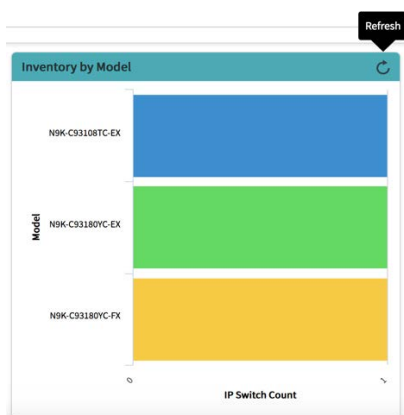 Refresh
Inventory by Model
N9K-C93108TC-EX
N9K-C93180YC-EX
N9K-C93180YC-FX
Model
0
1
IP Switch Count